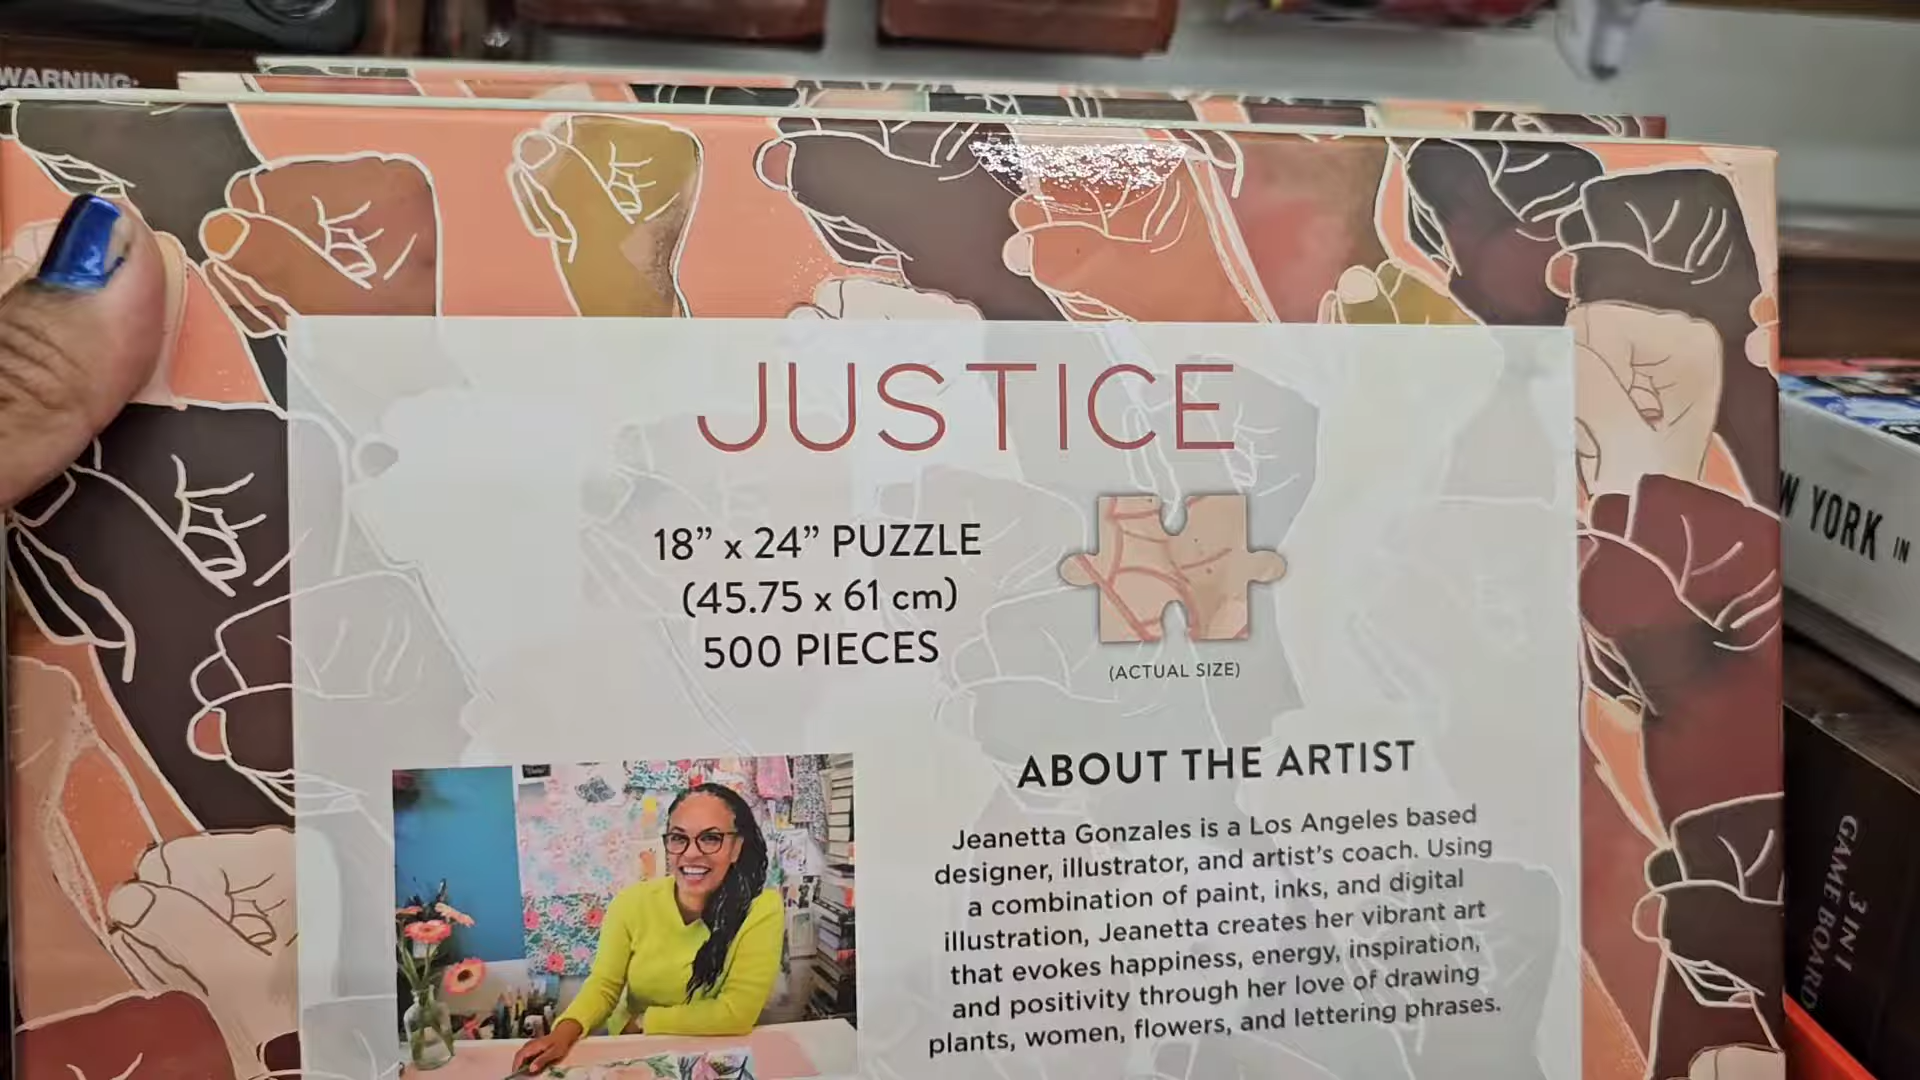 WARNING:
JUSTICE
18” x 24” PUZZLE
(45.75 x 61 cm)
500 PIECES
(ACTUAL SIZE)
ABOUT THE ARTIST
Jeanetta Gonzales is a Los Angeles based
designer, illustrator, and artist’s coach. Using
a combination of paint, inks, and digital
illustration, Jeanetta creates her vibrant art
that evokes happiness, energy, inspiration,
and positivity through her love of drawing
plants, women, flowers, and lettering phrases.
W YORK IN
3 IN 1
GAME BOARD